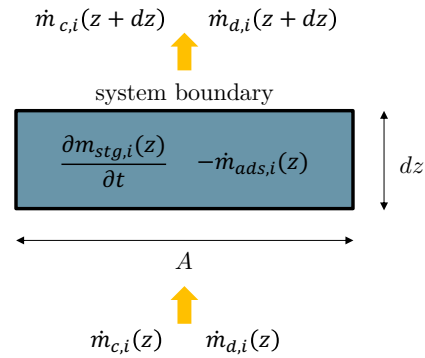 ṁ_{c,i}(z + dz) ṁ_{d,i}(z + dz)
system boundary
∂m_{stg,i}(z)/∂t −ṁ_{ads,i}(z)
dz
A
ṁ_{c,i}(z) ṁ_{d,i}(z)